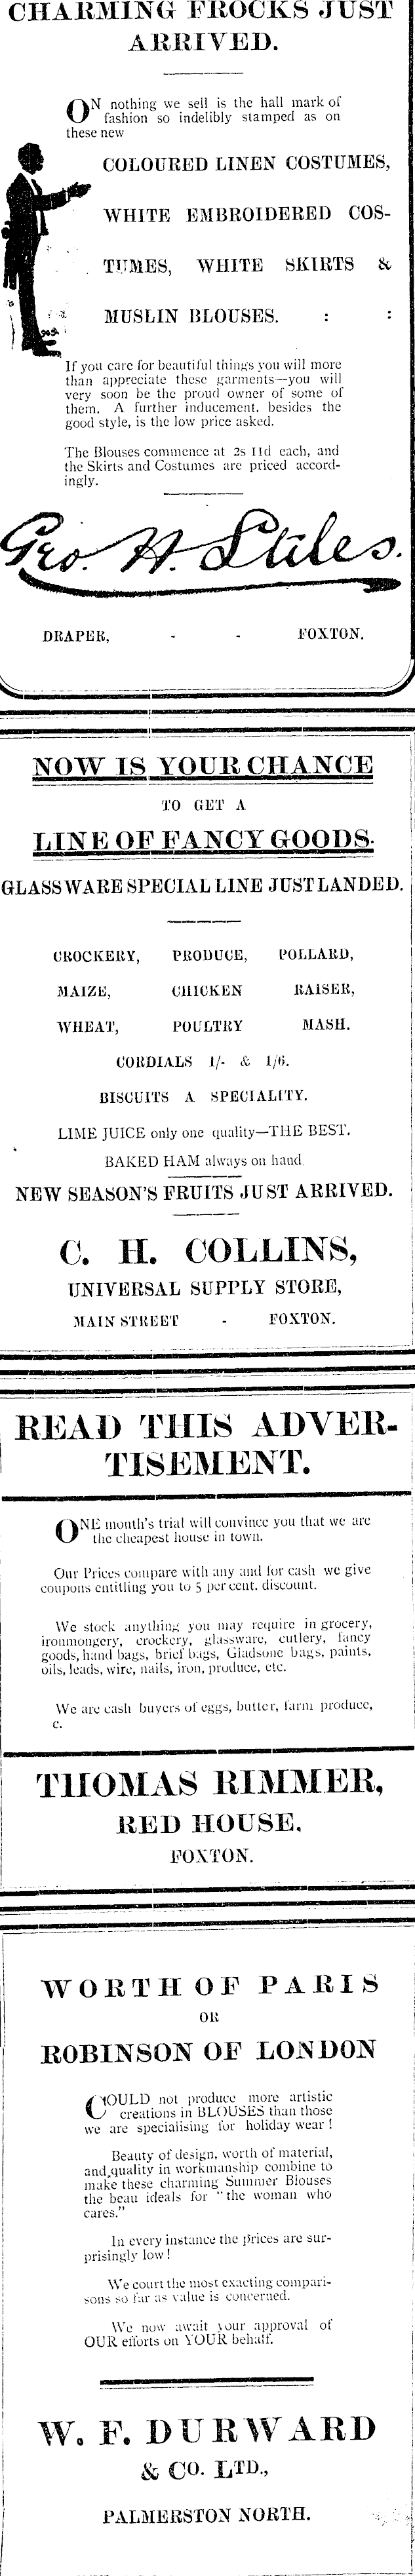 CHARMING FROCKS JUST
ARRIVED.
ON nothing we sell is the hall mark of
fashion so indelibly stamped as on
these new
COLOURED LINEN COSTUMES,
WHITE EMBROIDERED COS-
TUMES, WHITE SKIRTS &
MUSLIN BLOUSES. : :
If you care for beautiful things you will more
than appreciate these garments—you will
very soon be the proud owner of some of
them. A further inducement, besides the
good style, is the low price asked.
The Blouses commence at 2s 11d each, and
the Skirts and Costumes are priced accord-
ingly.
Geo. H. Stiles.
DRAPER, - - FOXTON.
NOW IS YOUR CHANCE
TO GET A
LINE OF FANCY GOODS.
GLASSWARE SPECIAL LINE JUST LANDED.
CROCKERY, PRODUCE, POLLARD,
MAIZE, CHICKEN RAISER,
WHEAT, POULTRY MASH.
CORDIALS 1/- & 1/6.
BISCUITS A SPECIALITY.
LIME JUICE only one quality—THE BEST.
BAKED HAM always on hand.
NEW SEASON'S FRUITS JUST ARRIVED.
C. H. COLLINS,
UNIVERSAL SUPPLY STORE,
MAIN STREET - FOXTON.
READ THIS ADVER-
TISEMENT.
ONE month's trial will convince you that we are
the cheapest house in town.
Our Prices compare with any and for cash we give
coupons entitling you to 5 per cent. discount.
We stock anything you may require in grocery,
ironmongery, crockery, glassware, cutlery, fancy
goods, hand bags, brief bags, Gladsone bags, paints,
oils, leads, wire, nails, iron, produce, etc.
We are cash buyers of eggs, butter, farm produce,
c.
THOMAS RIMMER,
RED HOUSE,
FOXTON.
WORTH OF PARIS
OR
ROBINSON OF LONDON
COULD not produce more artistic
creations in BLOUSES than those
we are specialising for holiday wear!
Beauty of design, worth of material,
and quality in workmanship combine to
make these charming Summer Blouses
the beau ideals for "the woman who
cares."
In every instance the prices are sur-
prisingly low!
We court the most exacting compari-
sons so far as value is concerned.
We now await your approval of
OUR efforts on YOUR behalf.
W. F. DURWARD
& CO. LTD.,
PALMERSTON NORTH.